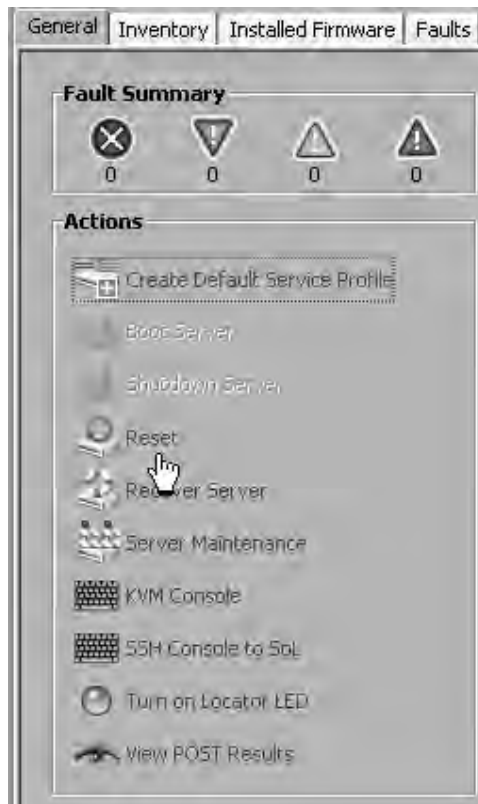 General Inventory Installed Firmware Faults
Fault Summary
0 0 0 0
Actions
Create Default Service Profile
Boot Server
Shutdown Server
Reset
Recover Server
Server Maintenance
KVM Console
SSH Console to SoL
Turn on Locator LED
View POST Results